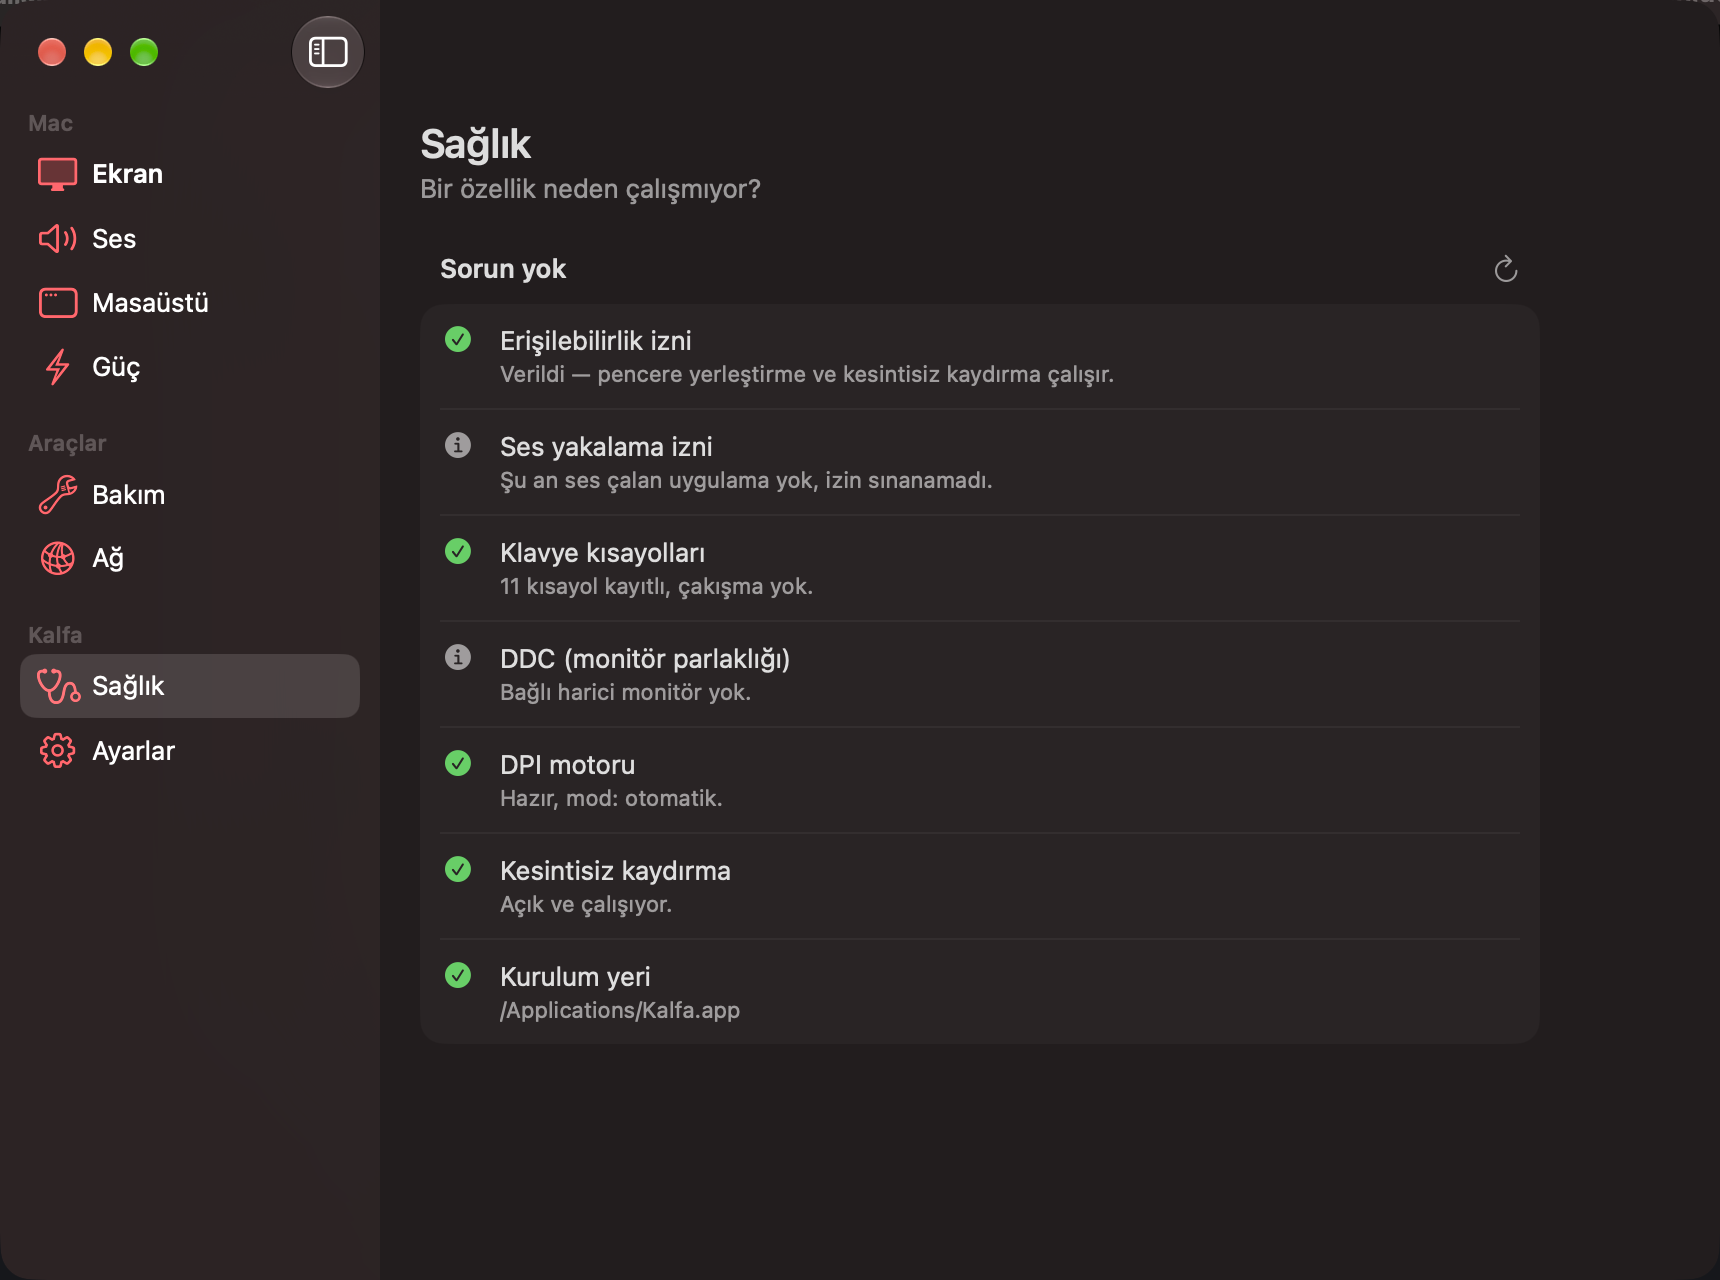 Mac
Ekran
Ses
Masaüstü
Güç
Araçlar
Bakım
Ağ
Kalfa
Sağlık
Ayarlar
Sağlık
Bir özellik neden çalışmıyor?
Sorun yok
Erişilebilirlik izni
Verildi — pencere yerleştirme ve kesintisiz kaydırma çalışır.
Ses yakalama izni
Şu an ses çalan uygulama yok, izin sınanamadı.
Klavye kısayolları
11 kısayol kayıtlı, çakışma yok.
DDC (monitör parlaklığı)
Bağlı harici monitör yok.
DPI motoru
Hazır, mod: otomatik.
Kesintisiz kaydırma
Açık ve çalışıyor.
Kurulum yeri
/Applications/Kalfa.app